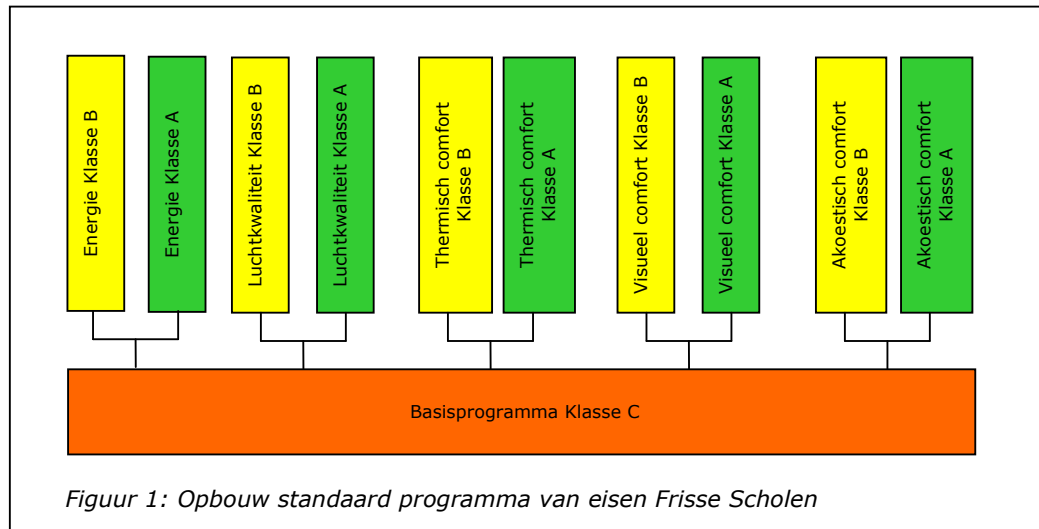 Energie Klasse B
Energie Klasse A
Luchtkwaliteit Klasse B
Luchtkwaliteit Klasse A
Thermisch comfort
Klasse B
Thermisch comfort
Klasse A
Visueel comfort Klasse B
Visueel comfort Klasse A
Akoestisch comfort
Klasse B
Akoestisch comfort
Klasse A
Basisprogramma Klasse C
Figuur 1: Opbouw standaard programma van eisen Frisse Scholen